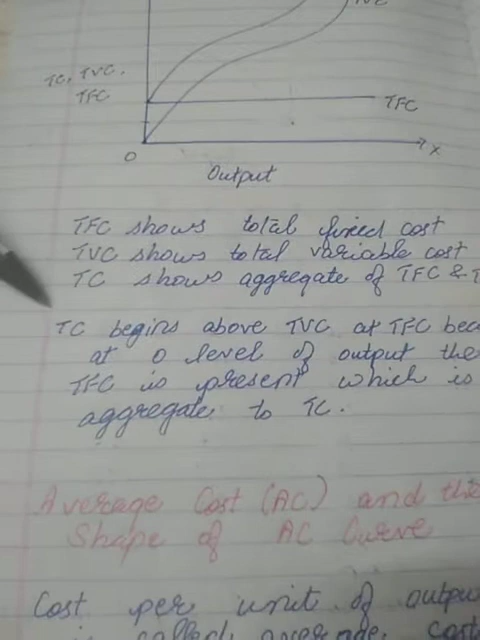 TVC
TC, TVC,
TFC
TFC
O
X
Output
TFC shows total fixed cost
TVC shows total variable cost
TC shows aggregate of TFC & T
TC begins above TVC at TFC bec
at 0 level of output the
TFC is present which is
aggregate to TC.
Average Cost (AC) and the
Shape of AC Curve
Cost per unit of output
is called average cost